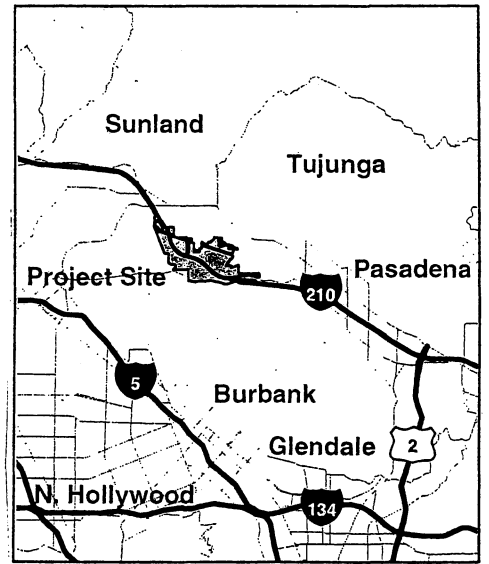 Sunland
Tujunga
Project Site
Pasadena
210
5
Burbank
Glendale
2
N. Hollywood
134